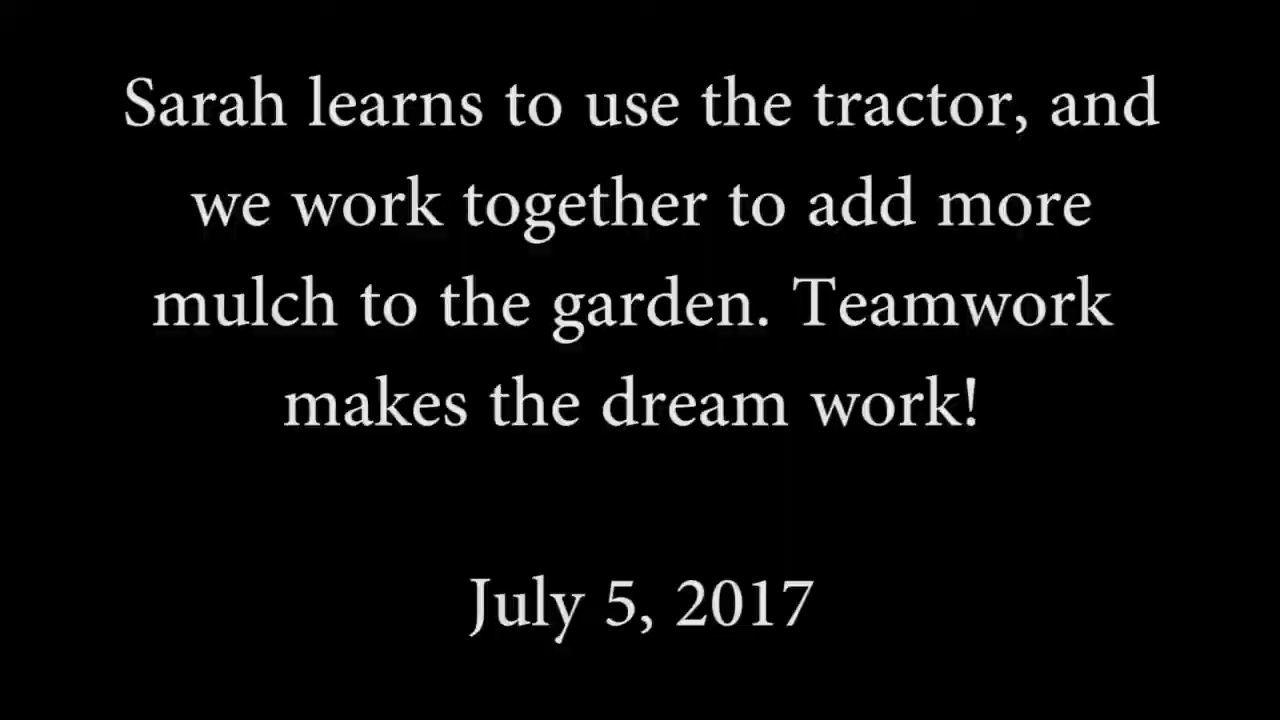 Sarah learns to use the tractor, and
we work together to add more
mulch to the garden. Teamwork
makes the dream work!
July 5, 2017